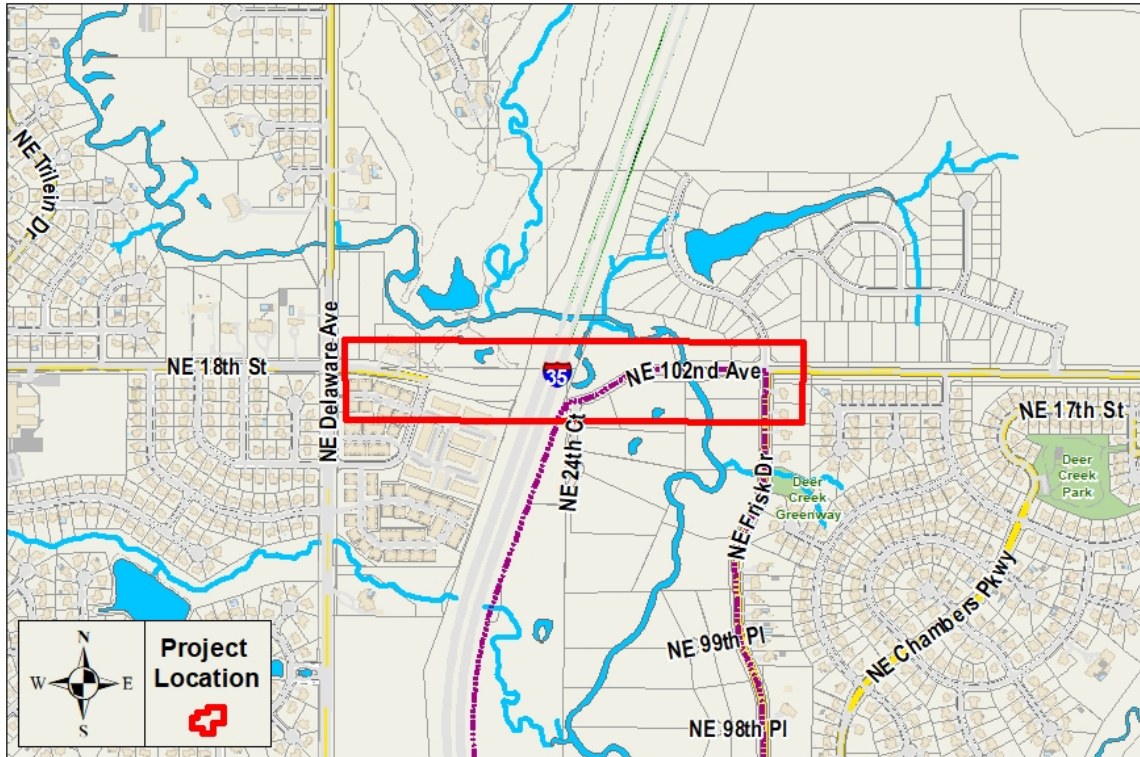 NE Trilein Dr
NE Delaware Ave
NE 18th St
35
NE 102nd Ave
NE 24th Ct
NE Frisk Dr
NE 17th St
Deer
Creek
Park
Deer
Creek
Greenway
NE Chambers Pkwy
NE 99th Pl
NE 98th Pl
N
W E
S
Project
Location